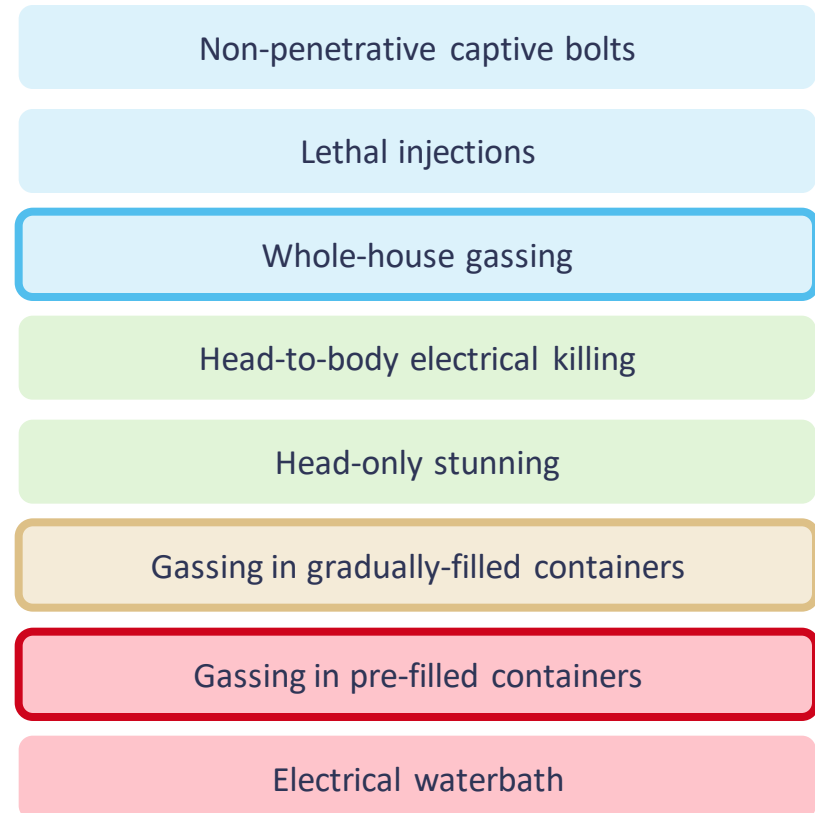 Non-penetrative captive bolts
Lethal injections
Whole-house gassing
Head-to-body electrical killing
Head-only stunning
Gassing in gradually-filled containers
Gassing in pre-filled containers
Electrical waterbath